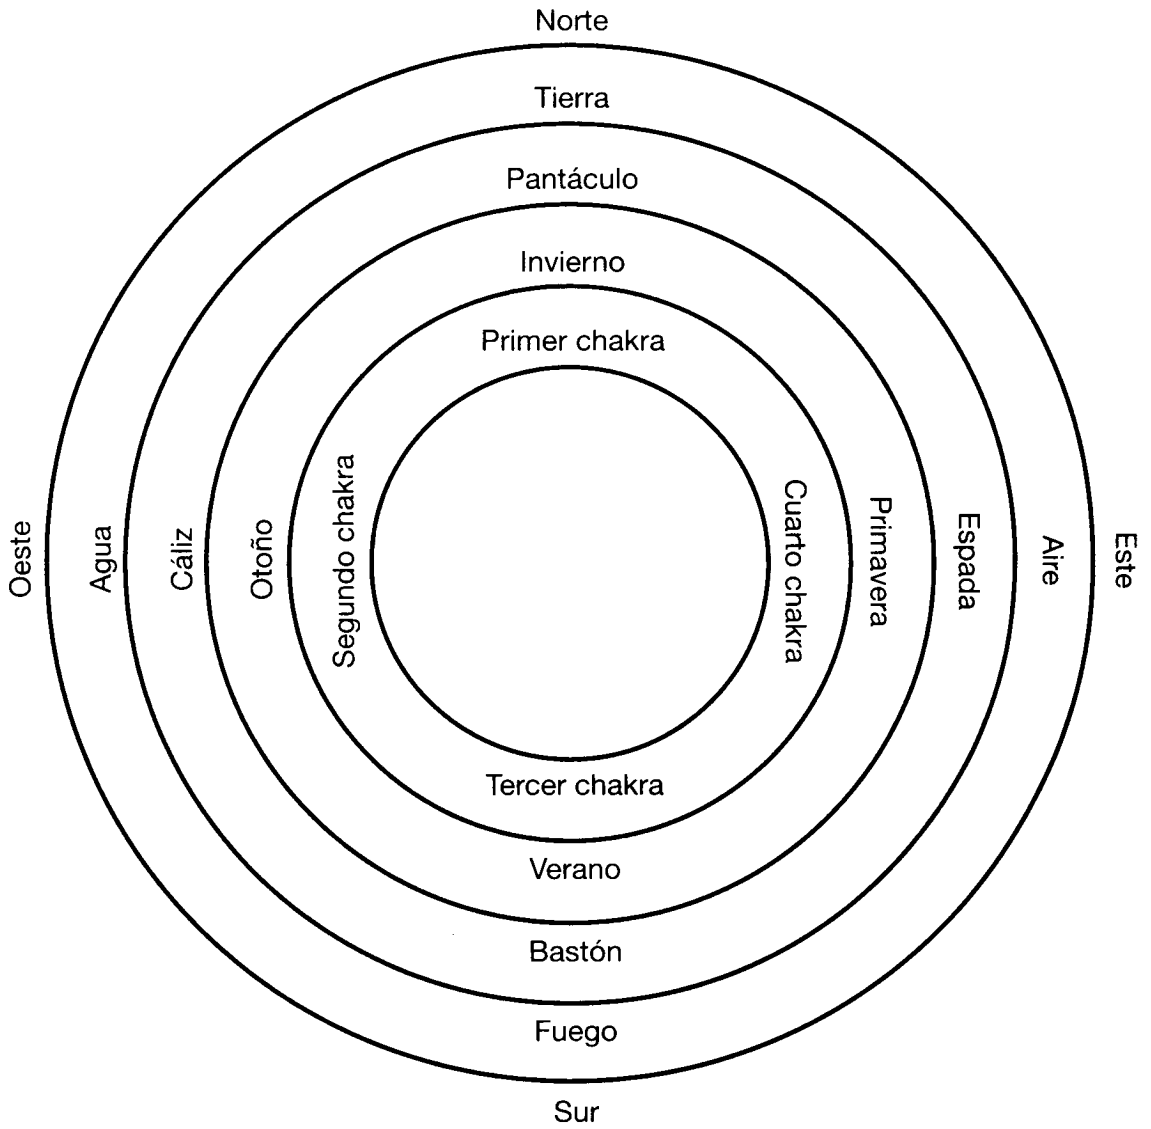 Norte
Tierra
Pantáculo
Invierno
Primer chakra
Oeste
Agua
Cáliz
Otoño
Segundo chakra
Cuarto chakra
Primavera
Espada
Aire
Este
Tercer chakra
Verano
Bastón
Fuego
Sur